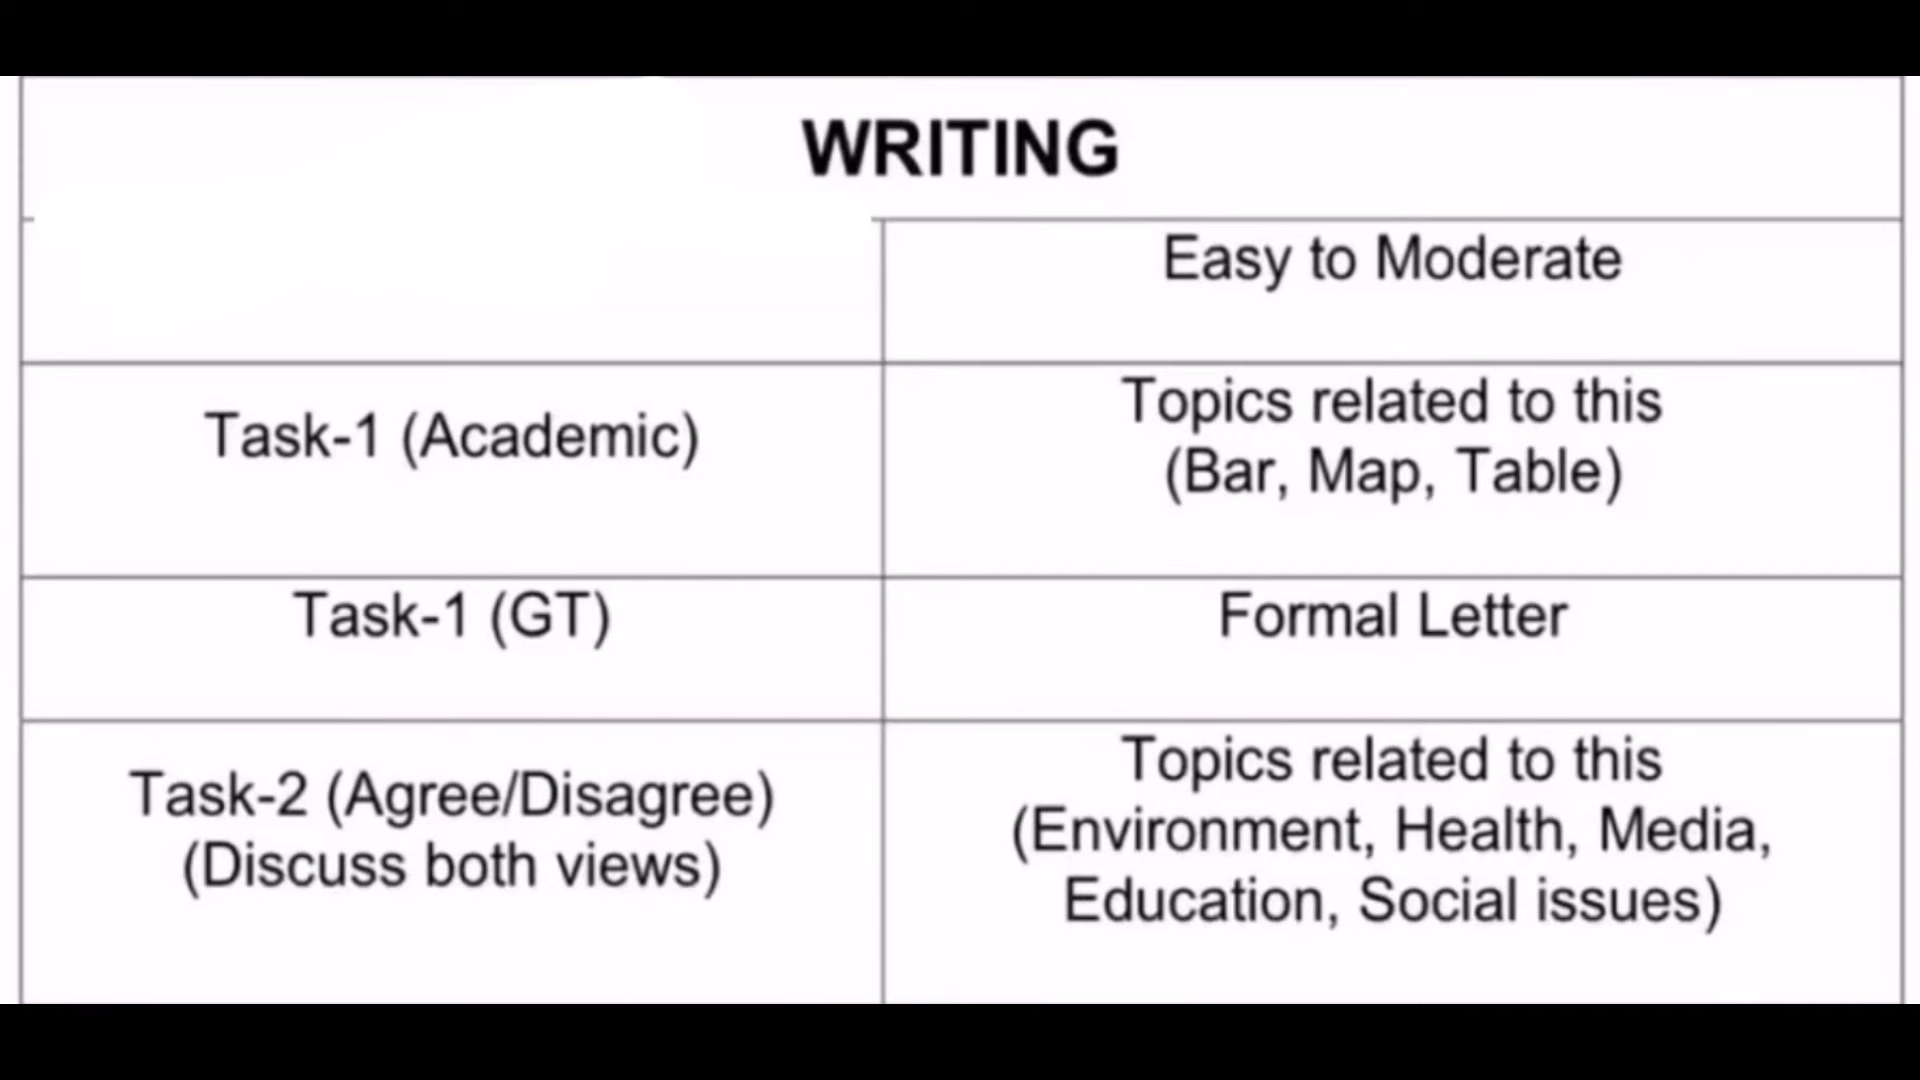 WRITING
Easy to Moderate
Task-1 (Academic)
Topics related to this
(Bar, Map, Table)
Task-1 (GT)
Formal Letter
Task-2 (Agree/Disagree)
(Discuss both views)
Topics related to this
(Environment, Health, Media,
Education, Social issues)